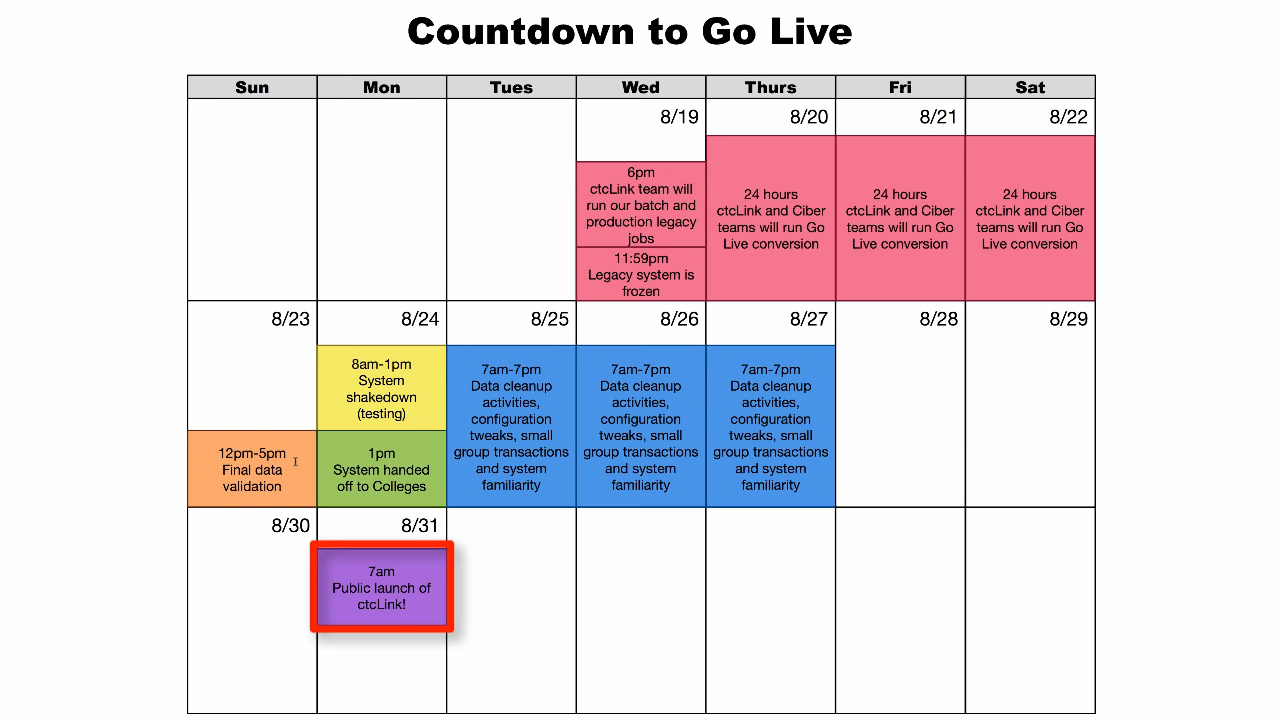 Countdown to Go Live
Sun
Mon
Tues
Wed
Thurs
Fri
Sat
8/19
8/20
8/21
8/22
6pm
ctcLink team will
run our batch and
production legacy
jobs
11:59pm
Legacy system is
frozen
24 hours
ctcLink and Ciber
teams will run Go
Live conversion
24 hours
ctcLink and Ciber
teams will run Go
Live conversion
24 hours
ctcLink and Ciber
teams will run Go
Live conversion
8/23
8/24
8/25
8/26
8/27
8/28
8/29
12pm-5pm
Final data
validation
8am-1pm
System
shakedown
(testing)
1pm
System handed
off to Colleges
7am-7pm
Data cleanup
activities,
configuration
tweaks, small
group transactions
and system
familiarity
7am-7pm
Data cleanup
activities,
configuration
tweaks, small
group transactions
and system
familiarity
7am-7pm
Data cleanup
activities,
configuration
tweaks, small
group transactions
and system
familiarity
8/30
8/31
7am
Public launch of
ctcLink!